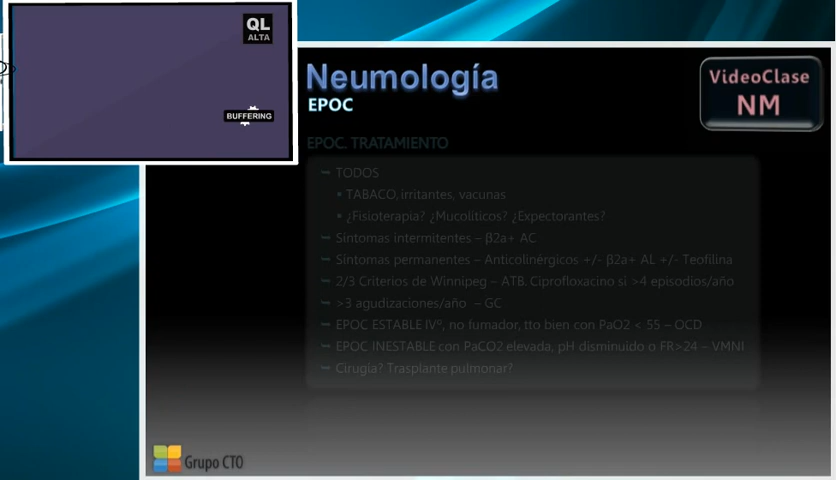 QL
ALTA
BUFFERING
Neumología
EPOC
VideoClase
NM
EPOC. TRATAMIENTO
TODOS
TABACO, irritantes, vacunas
¿Fisioterapia? ¿Mucolíticos? ¿Expectorantes?
Síntomas intermitentes – β2a+ AC
Síntomas permanentes – Anticolinérgicos +/- β2a+ AL +/- Teofilina
2/3 Criterios de Winnipeg – ATB. Ciprofloxacino si >4 episodios/año
>3 agudizaciones/año – GC
EPOC ESTABLE IVº, no fumador, tto bien con PaO2 < 55 – OCD
EPOC INESTABLE con PaCO2 elevada, pH disminuido o FR>24 – VMNI
Cirugía? Trasplante pulmonar?
Grupo CTO